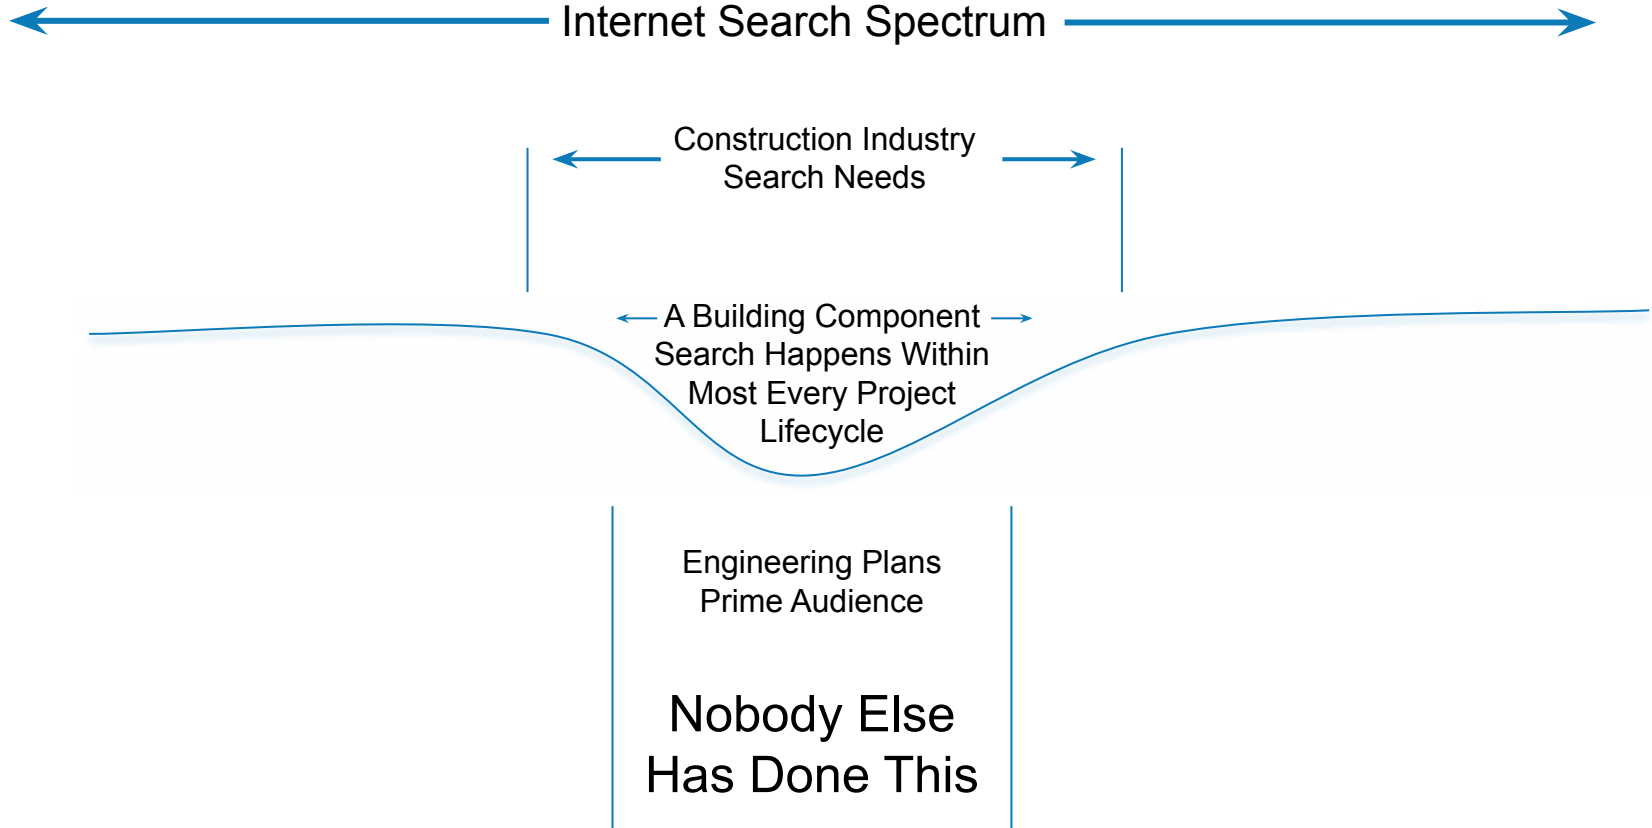 Internet Search Spectrum
Construction Industry
Search Needs
A Building Component
Search Happens Within
Most Every Project
Lifecycle
Engineering Plans
Prime Audience
Nobody Else
Has Done This